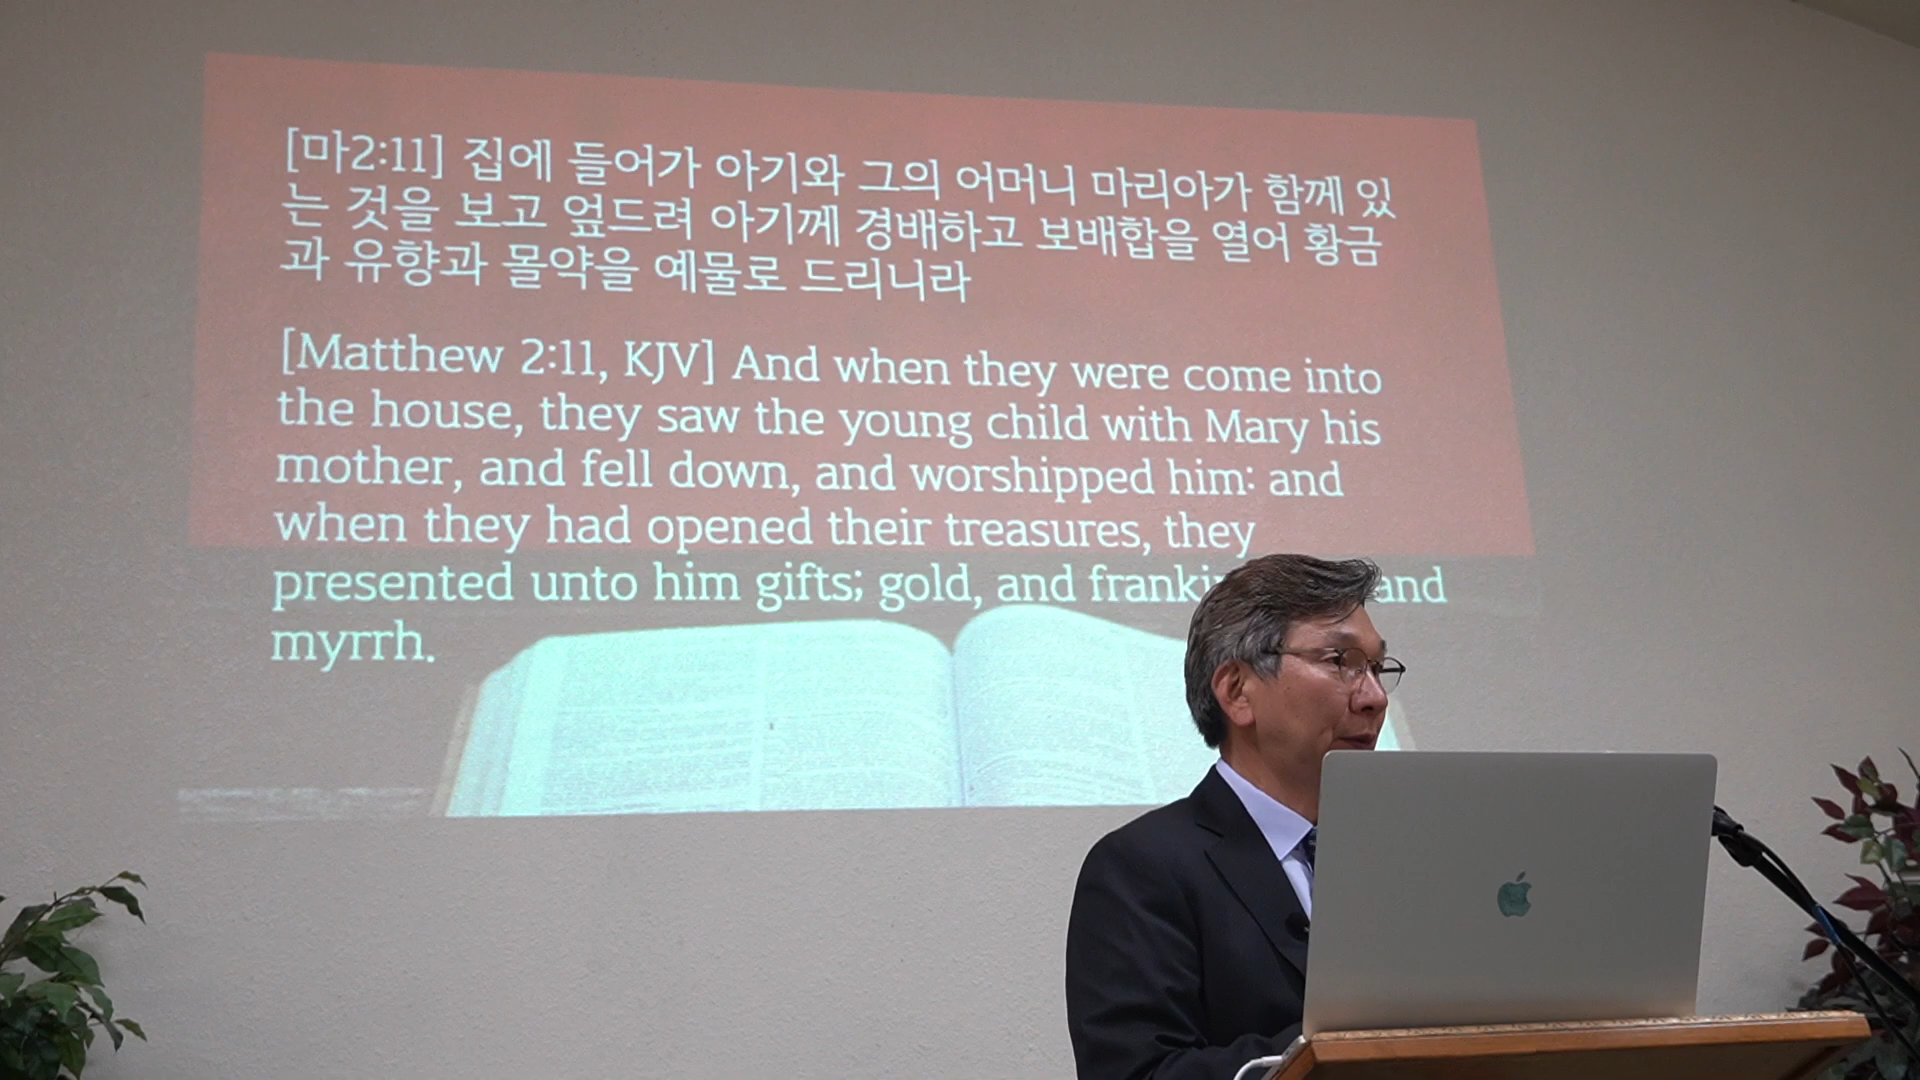 [마2:11] 집에 들어가 아기와 그의 어머니 마리아가 함께 있
는 것을 보고 엎드려 아기께 경배하고 보배합을 열어 황금
과 유향과 몰약을 예물로 드리니라
[Matthew 2:11, KJV] And when they were come into
the house, they saw the young child with Mary his
mother, and fell down, and worshipped him: and
when they had opened their treasures, they
presented unto him gifts; gold, and and
myrrh.